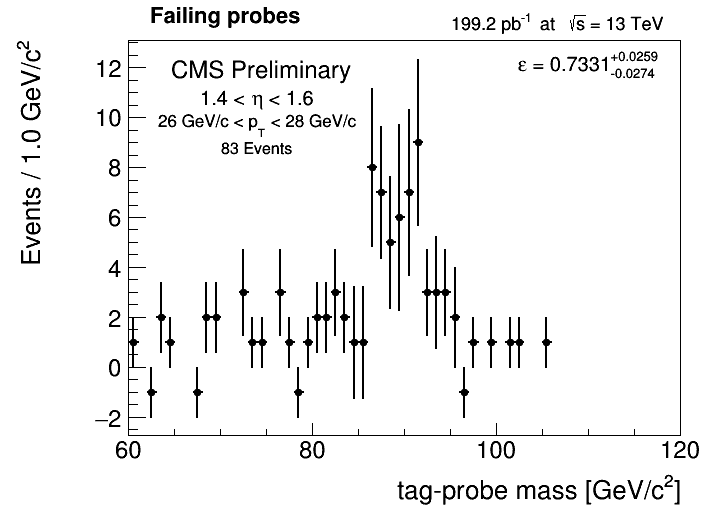 Failing probes
199.2 pb⁻¹ at √s = 13 TeV
Events / 1.0 GeV/c²
CMS Preliminary
1.4 < η < 1.6
26 GeV/c < p_T < 28 GeV/c
83 Events
ε = 0.7331 +0.0259 -0.0274
12
10
8
6
4
2
0
−2
60 80 100 120
tag-probe mass [GeV/c²]